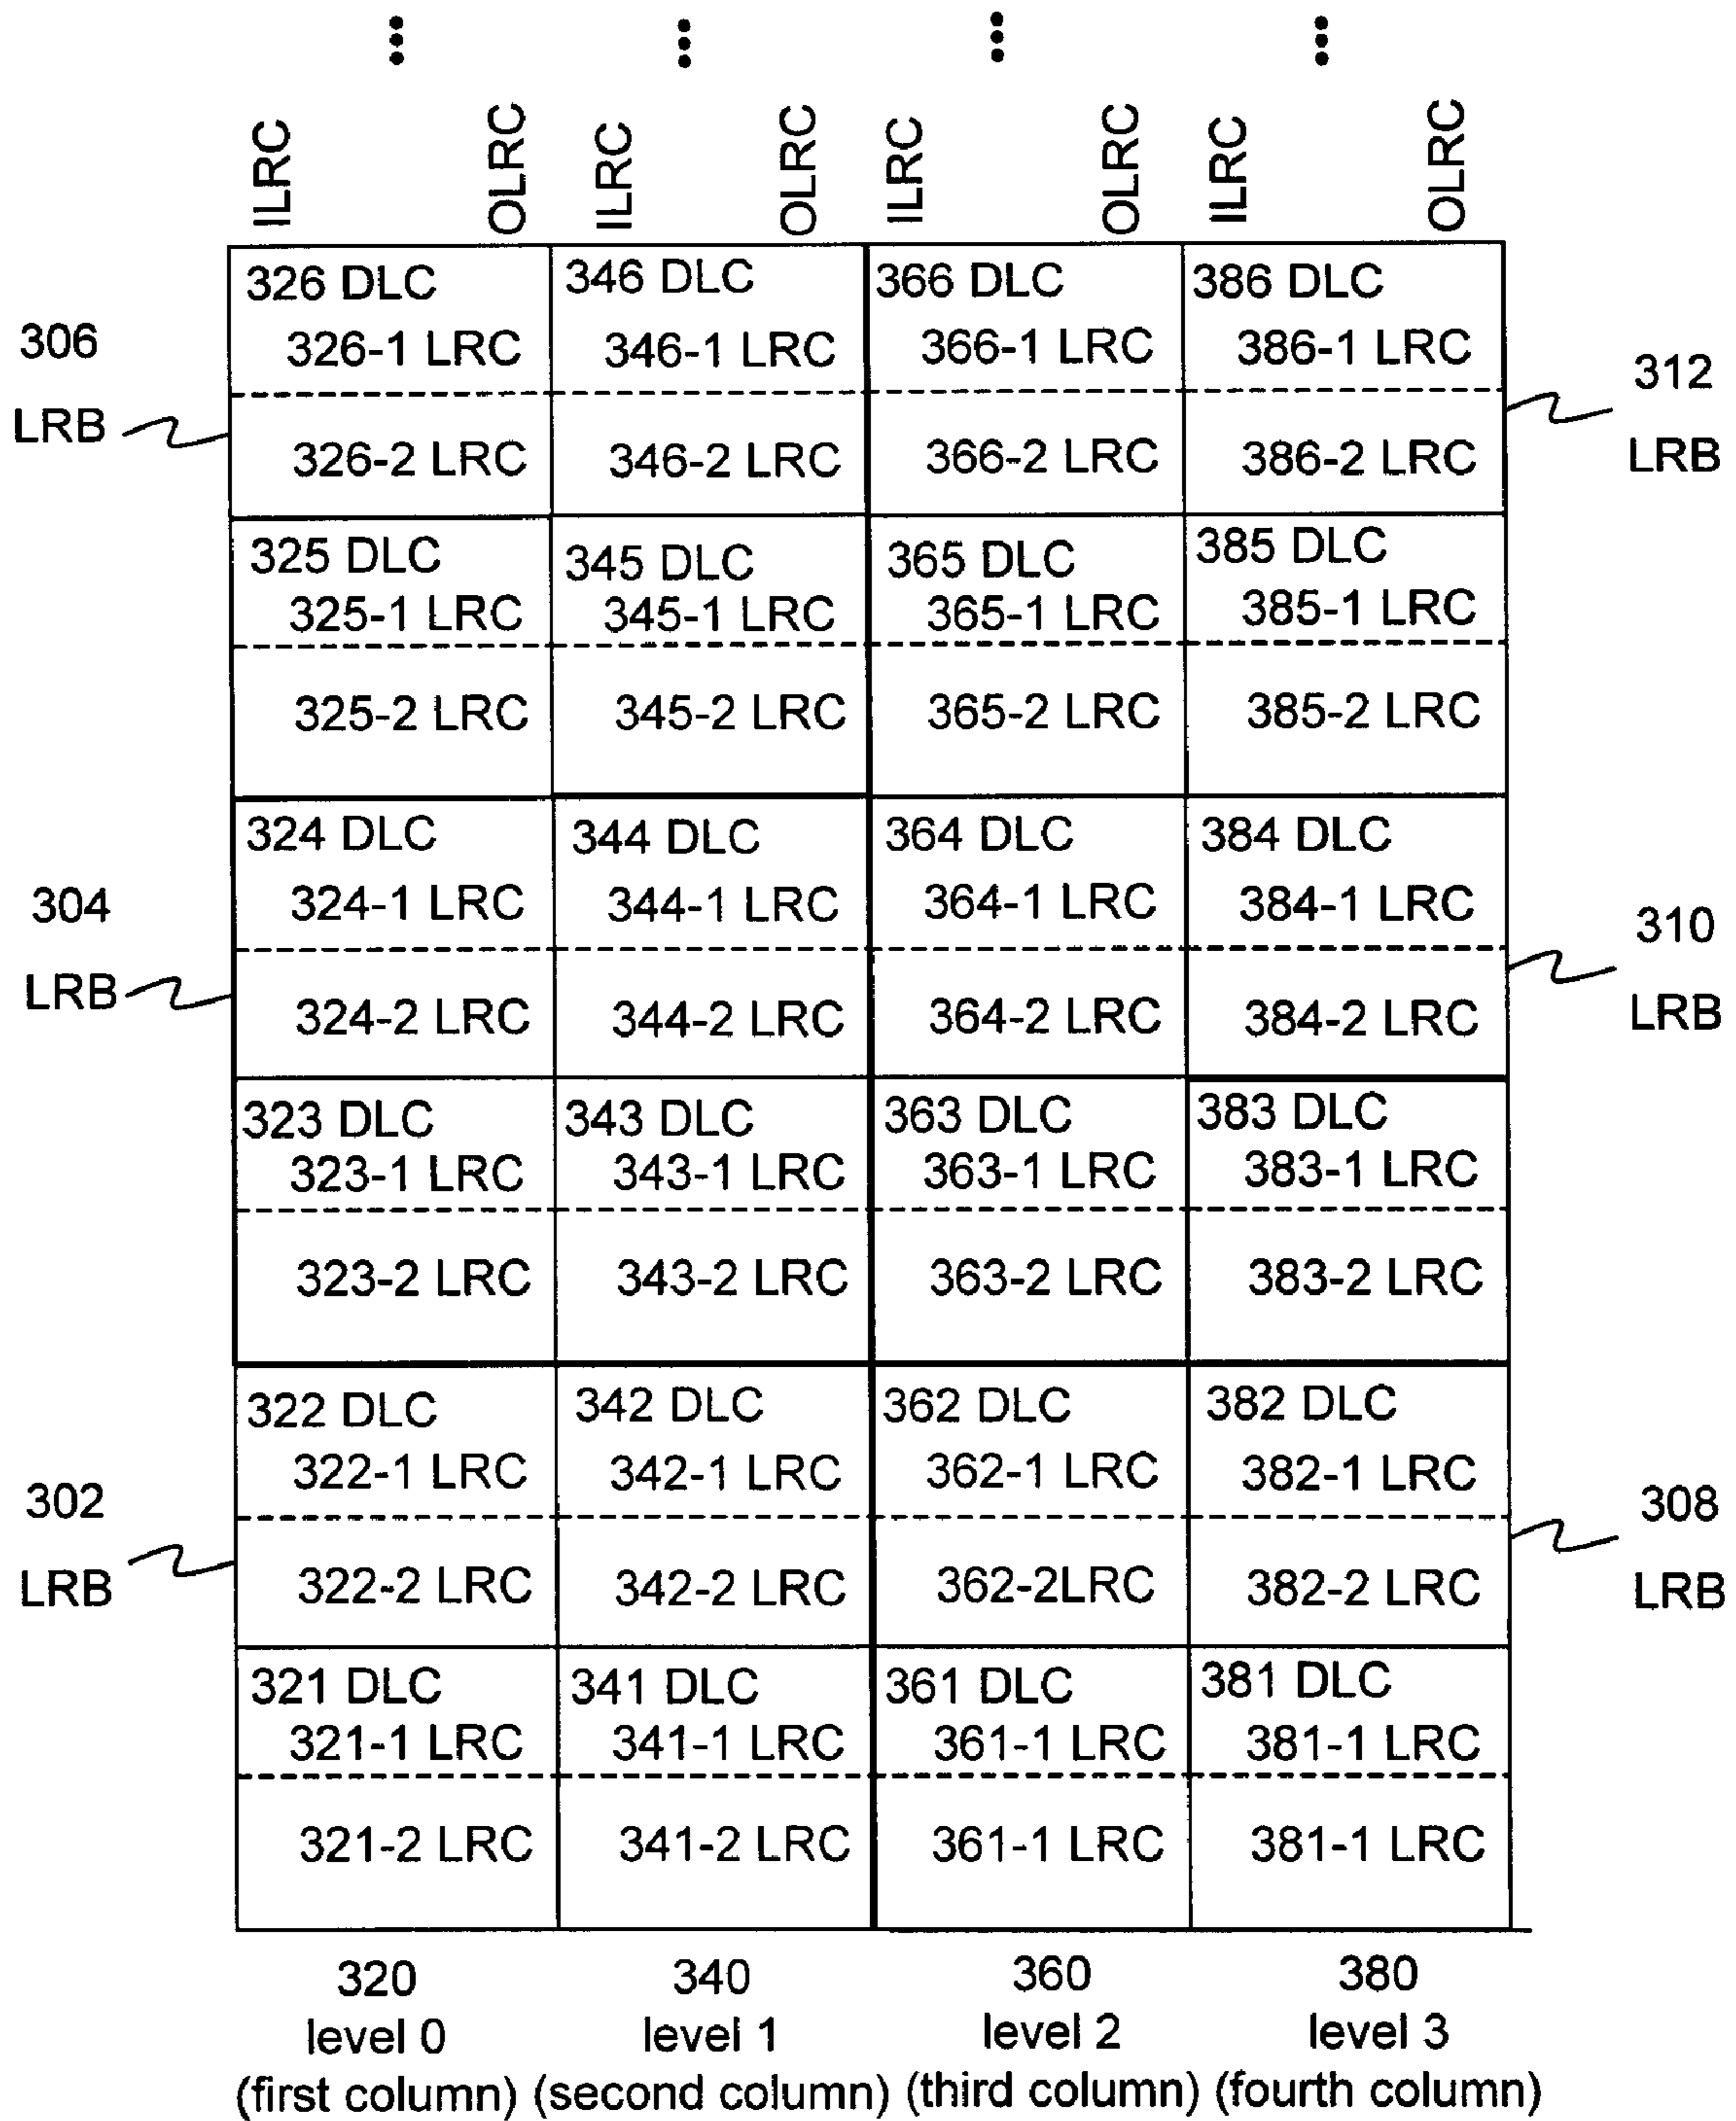 ILRC OLRC ILRC OLRC ILRC OLRC ILRC OLRC
326 DLC 346 DLC 366 DLC 386 DLC
306 326-1 LRC 346-1 LRC 366-1 LRC 386-1 LRC 312
LRB 326-2 LRC 346-2 LRC 366-2 LRC 386-2 LRC LRB
325 DLC 345 DLC 365 DLC 385 DLC
325-1 LRC 345-1 LRC 365-1 LRC 385-1 LRC
325-2 LRC 345-2 LRC 365-2 LRC 385-2 LRC
324 DLC 344 DLC 364 DLC 384 DLC
304 324-1 LRC 344-1 LRC 364-1 LRC 384-1 LRC 310
LRB 324-2 LRC 344-2 LRC 364-2 LRC 384-2 LRC LRB
323 DLC 343 DLC 363 DLC 383 DLC
323-1 LRC 343-1 LRC 363-1 LRC 383-1 LRC
323-2 LRC 343-2 LRC 363-2 LRC 383-2 LRC
322 DLC 342 DLC 362 DLC 382 DLC
302 322-1 LRC 342-1 LRC 362-1 LRC 382-1 LRC 308
LRB 322-2 LRC 342-2 LRC 362-2LRC 382-2 LRC LRB
321 DLC 341 DLC 361 DLC 381 DLC
321-1 LRC 341-1 LRC 361-1 LRC 381-1 LRC
321-2 LRC 341-2 LRC 361-1 LRC 381-1 LRC
320 340 360 380
level 0 level 1 level 2 level 3
(first column) (second column) (third column) (fourth column)